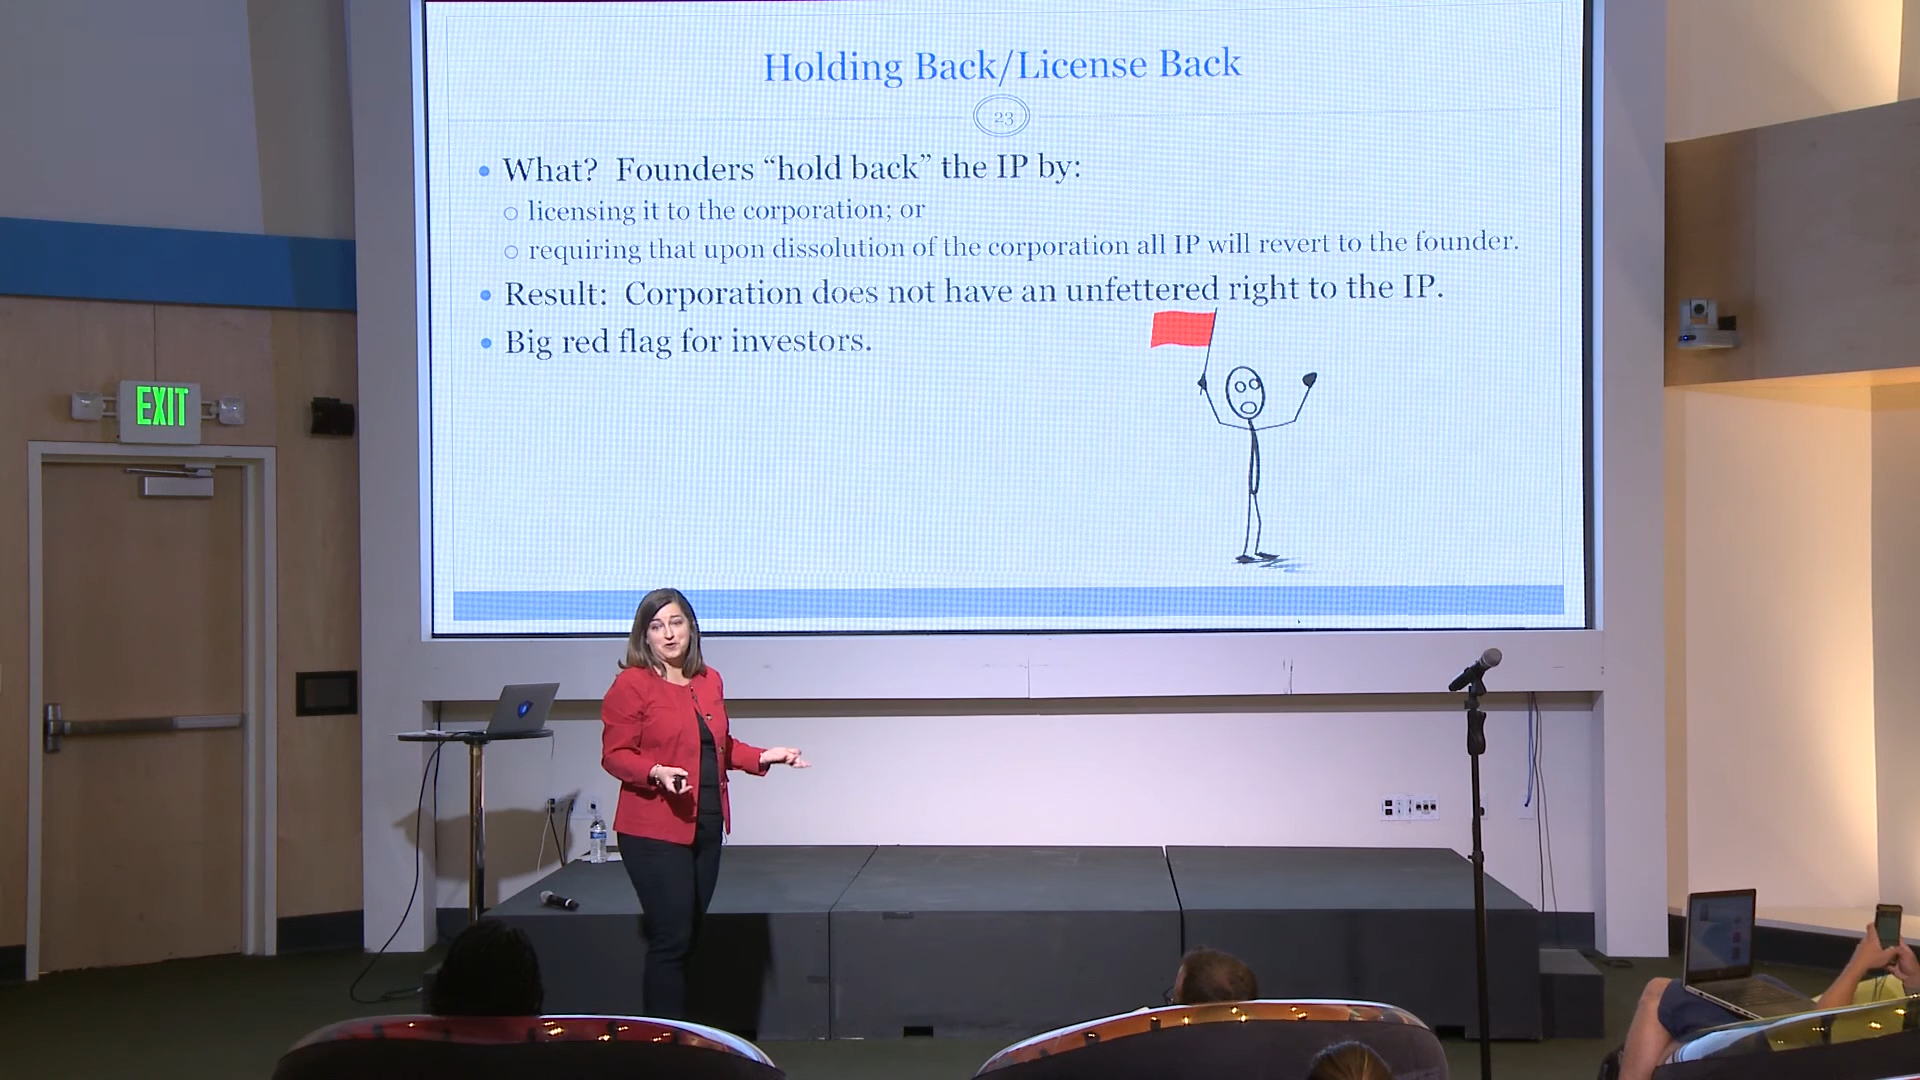 Holding Back/License Back
23
What? Founders “hold back” the IP by:
licensing it to the corporation; or
requiring that upon dissolution of the corporation all IP will revert to the founder.
Result: Corporation does not have an unfettered right to the IP.
Big red flag for investors.
EXIT